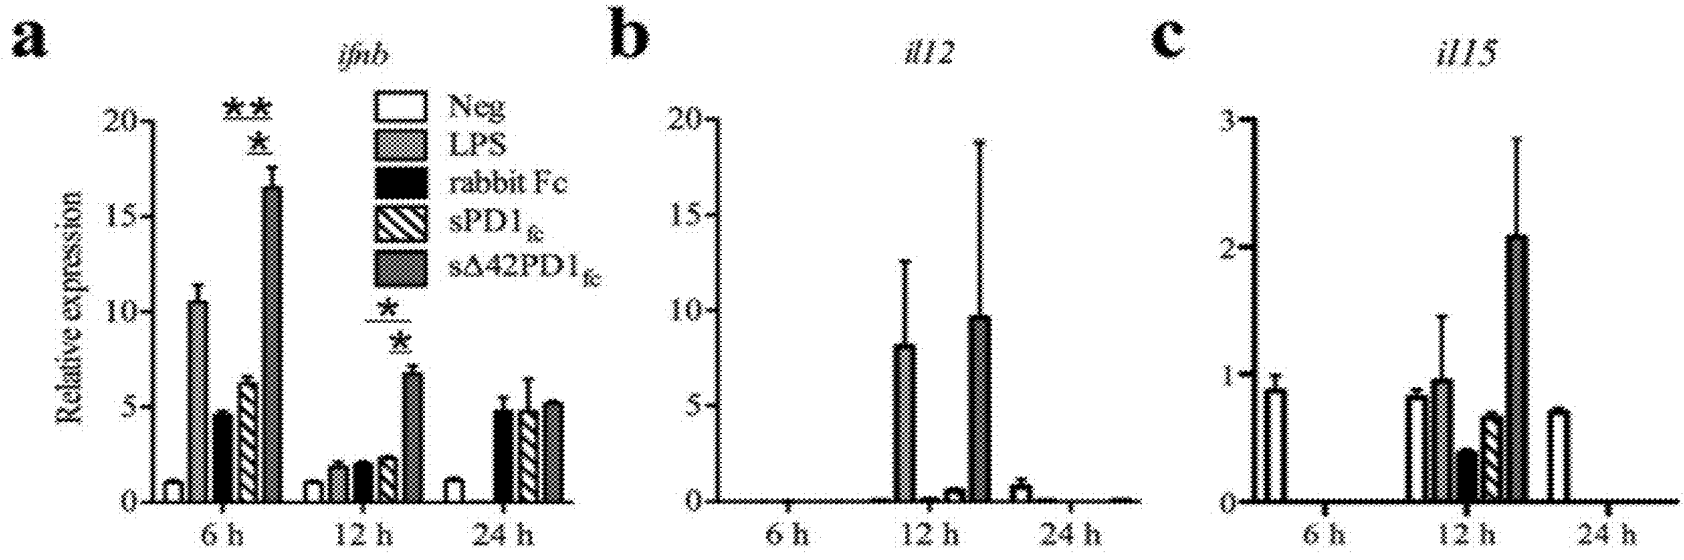 a
ifnb
Relative expression
20
15
10
5
0
**
*
*
*
Neg
LPS
rabbit Fc
sPD1fc
sΔ42PD1fc
6 h
12 h
24 h
b
il12
20
15
10
5
0
6 h
12 h
24 h
c
il15
3
2
1
0
6 h
12 h
24 h